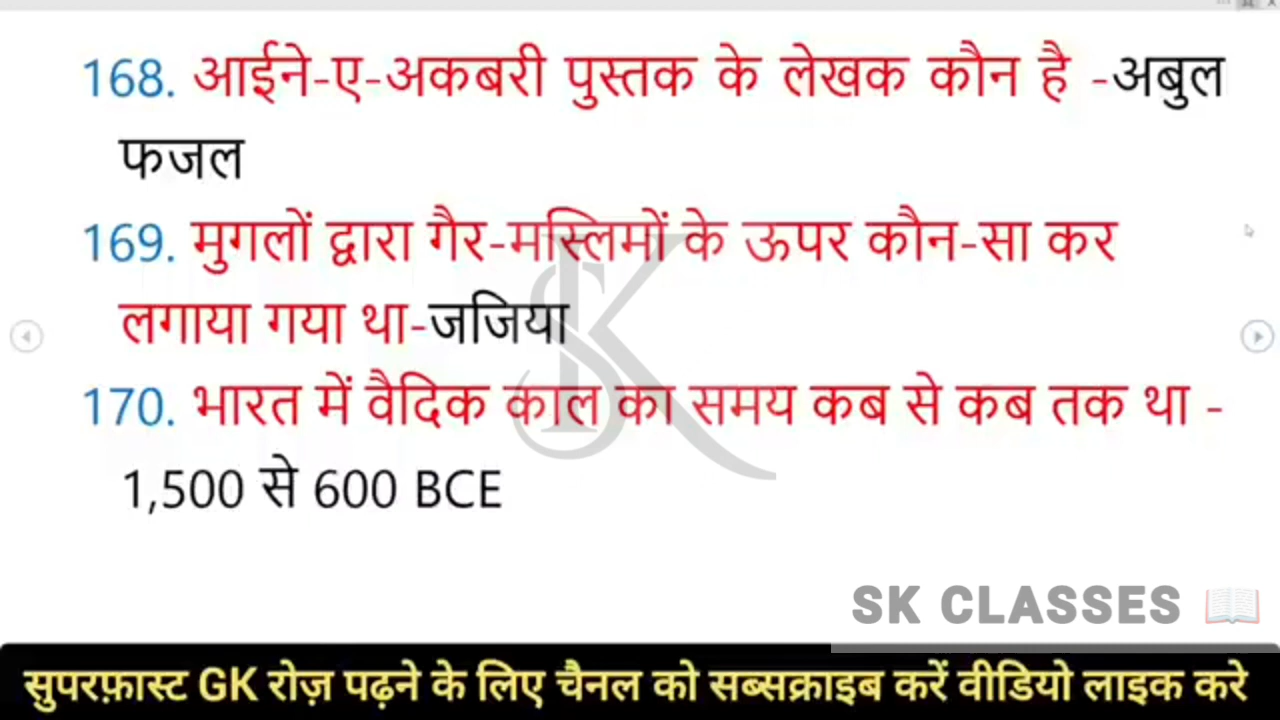 168. आईने-ए-अकबरी पुस्तक के लेखक कौन है -अबुल
फजल
169. मुगलों द्वारा गैर-मस्लिमों के ऊपर कौन-सा कर
लगाया गया था-जजिया
170. भारत में वैदिक काल का समय कब से कब तक था -
1,500 से 600 BCE
SK
SK CLASSES
सुपरफ़ास्ट GK रोज़ पढ़ने के लिए चैनल को सब्सक्राइब करें वीडियो लाइक करे